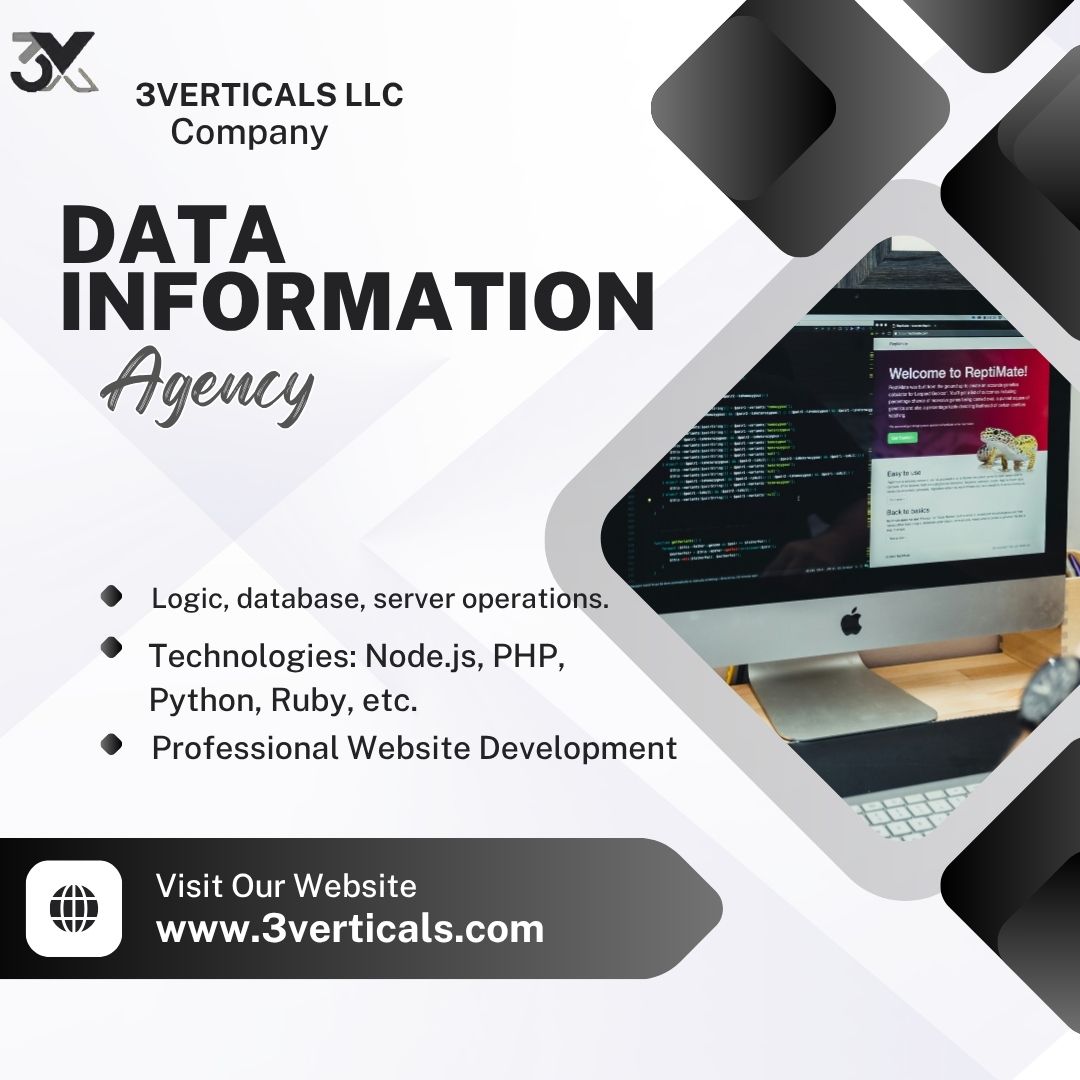 3V
3VERTICALS LLC
Company
DATA
INFORMATION
Agency
Welcome to ReptiMate!
Easy to use
Back to basics
Logic, database, server operations.
Technologies: Node.js, PHP,
Python, Ruby, etc.
Professional Website Development
Visit Our Website
www.3verticals.com